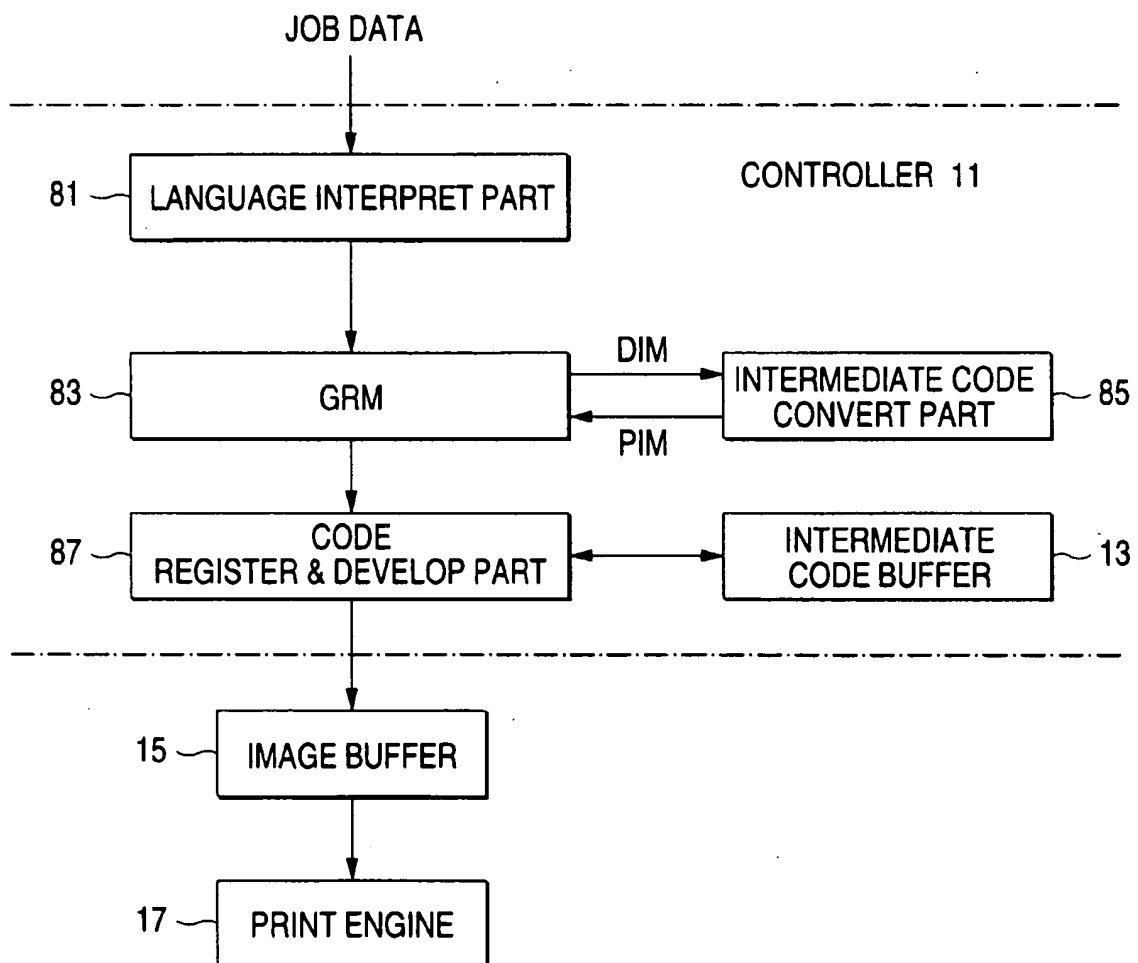 JOB DATA
CONTROLLER 11
81
LANGUAGE INTERPRET PART
83
GRM
DIM
PIM
INTERMEDIATE CODE
CONVERT PART
85
87
CODE
REGISTER & DEVELOP PART
INTERMEDIATE
CODE BUFFER
13
15
IMAGE BUFFER
17
PRINT ENGINE